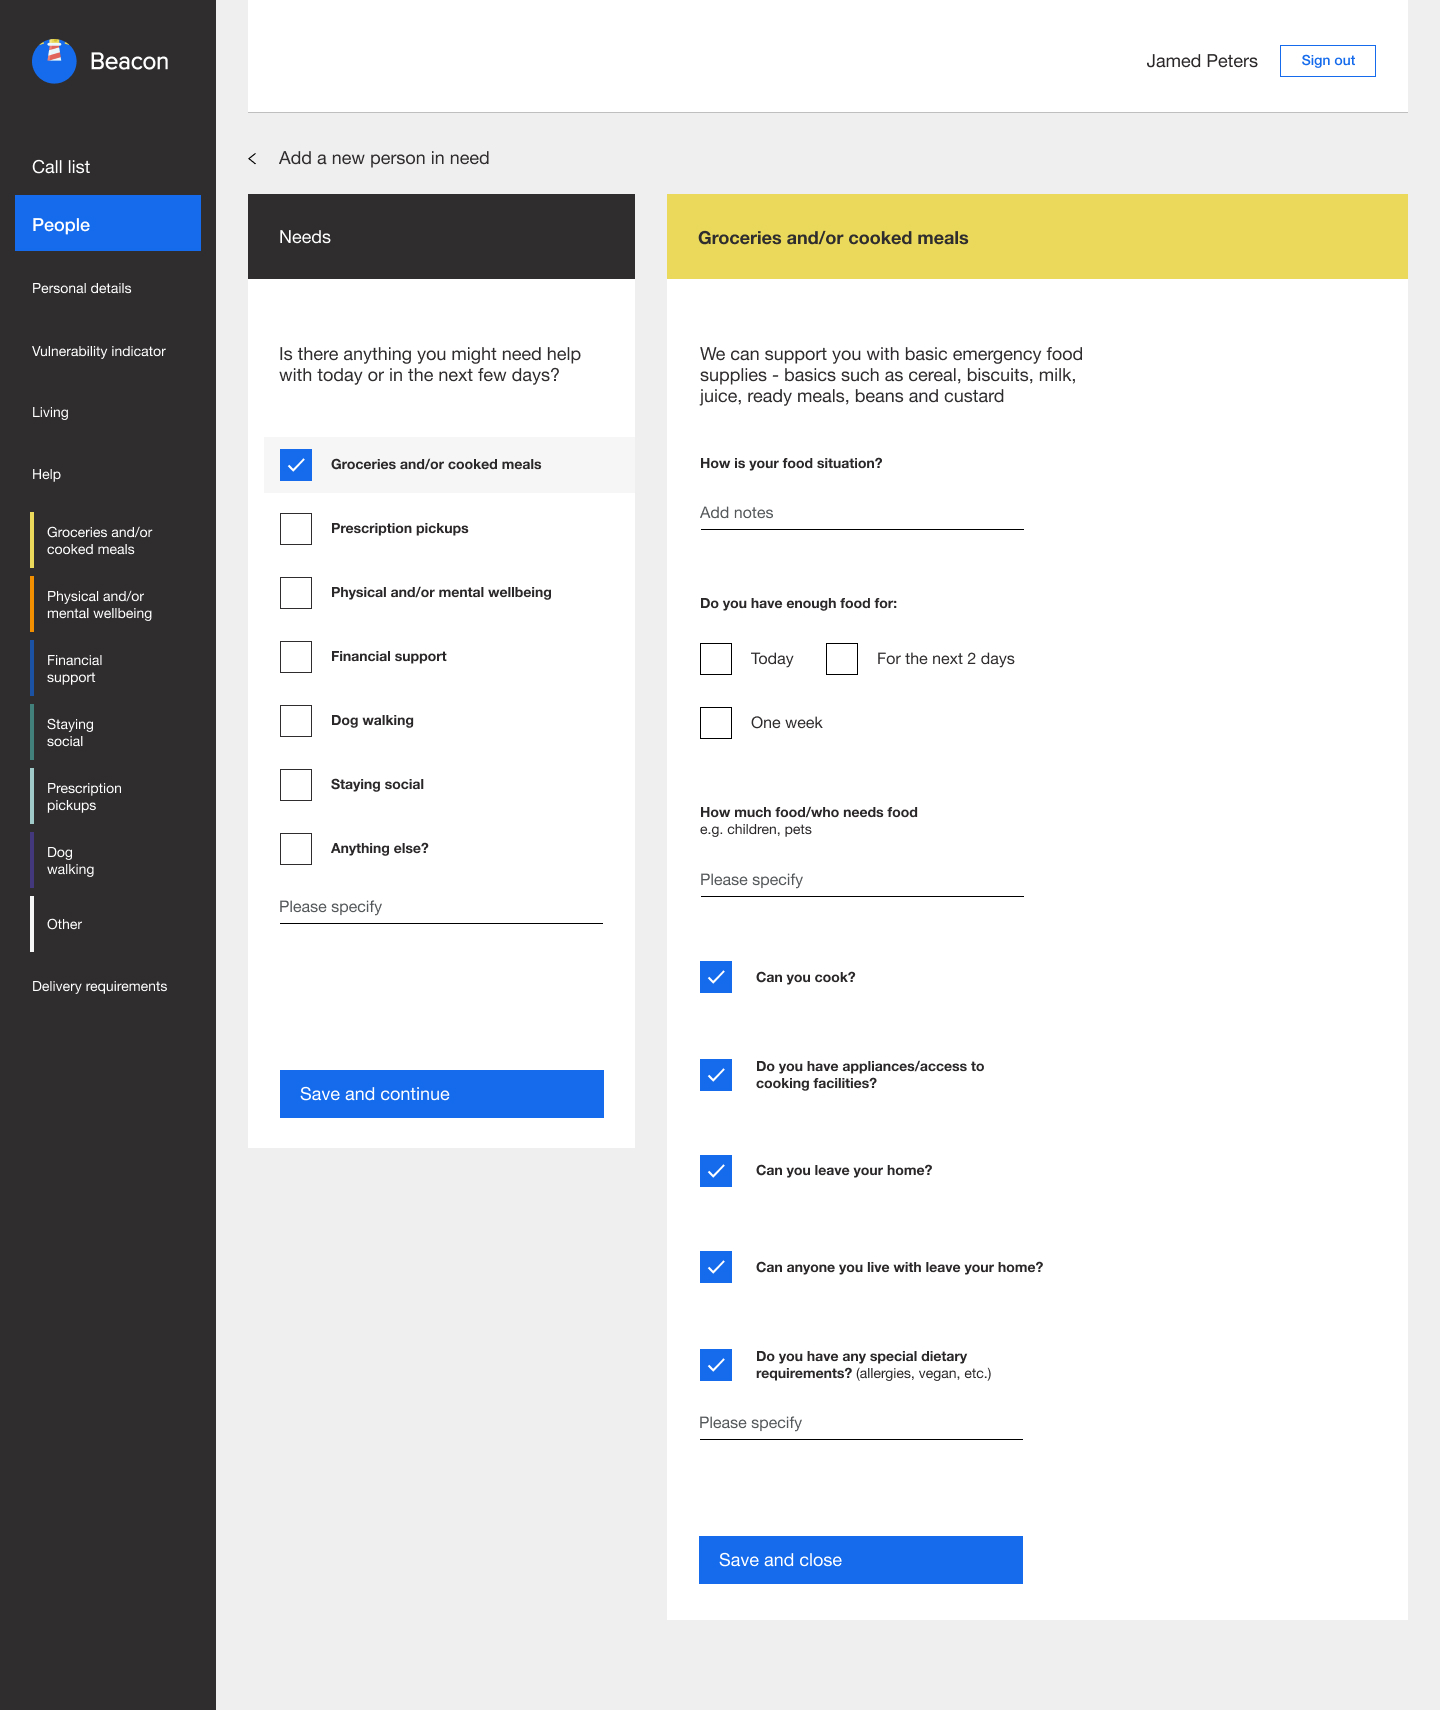 Beacon
Call list
People
Personal details
Vulnerability indicator
Living
Help
Groceries and/or
cooked meals
Physical and/or
mental wellbeing
Financial
support
Staying
social
Prescription
pickups
Dog
walking
Other
Delivery requirements
Jamed Peters
Sign out
Add a new person in need
Needs
Is there anything you might need help
with today or in the next few days?
Groceries and/or cooked meals
Prescription pickups
Physical and/or mental wellbeing
Financial support
Dog walking
Staying social
Anything else?
Please specify
Save and continue
Groceries and/or cooked meals
We can support you with basic emergency food
supplies - basics such as cereal, biscuits, milk,
juice, ready meals, beans and custard
How is your food situation?
Add notes
Do you have enough food for:
Today
For the next 2 days
One week
How much food/who needs food
e.g. children, pets
Please specify
Can you cook?
Do you have appliances/access to
cooking facilities?
Can you leave your home?
Can anyone you live with leave your home?
Do you have any special dietary
requirements? (allergies, vegan, etc.)
Please specify
Save and close